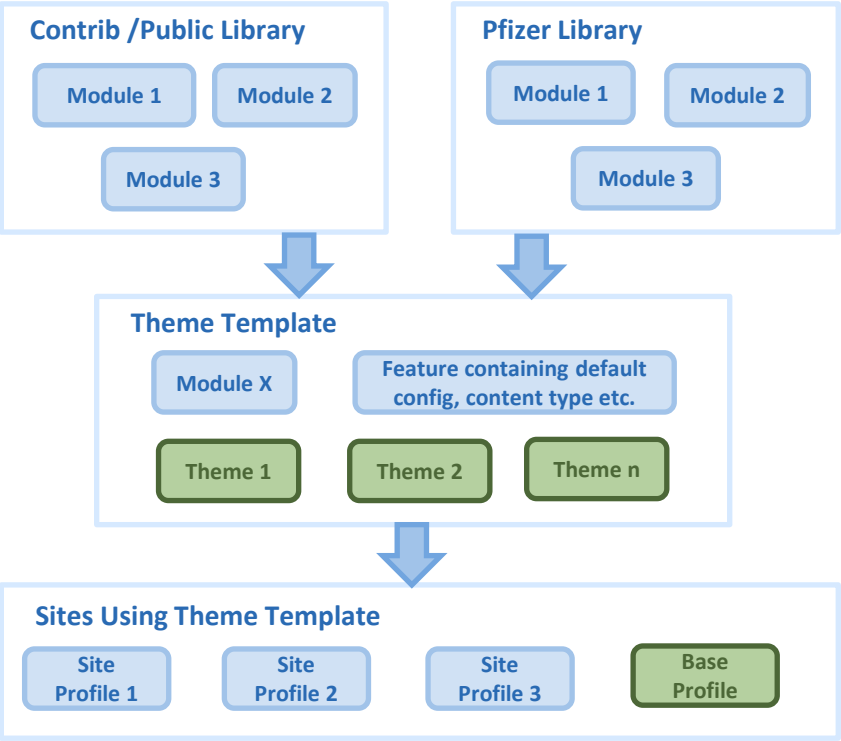 Contrib /Public Library
Module 1
Module 2
Module 3
Pfizer Library
Module 1
Module 2
Module 3
Theme Template
Module X
Feature containing default
config, content type etc.
Theme 1
Theme 2
Theme n
Sites Using Theme Template
Site
Profile 1
Site
Profile 2
Site
Profile 3
Base
Profile